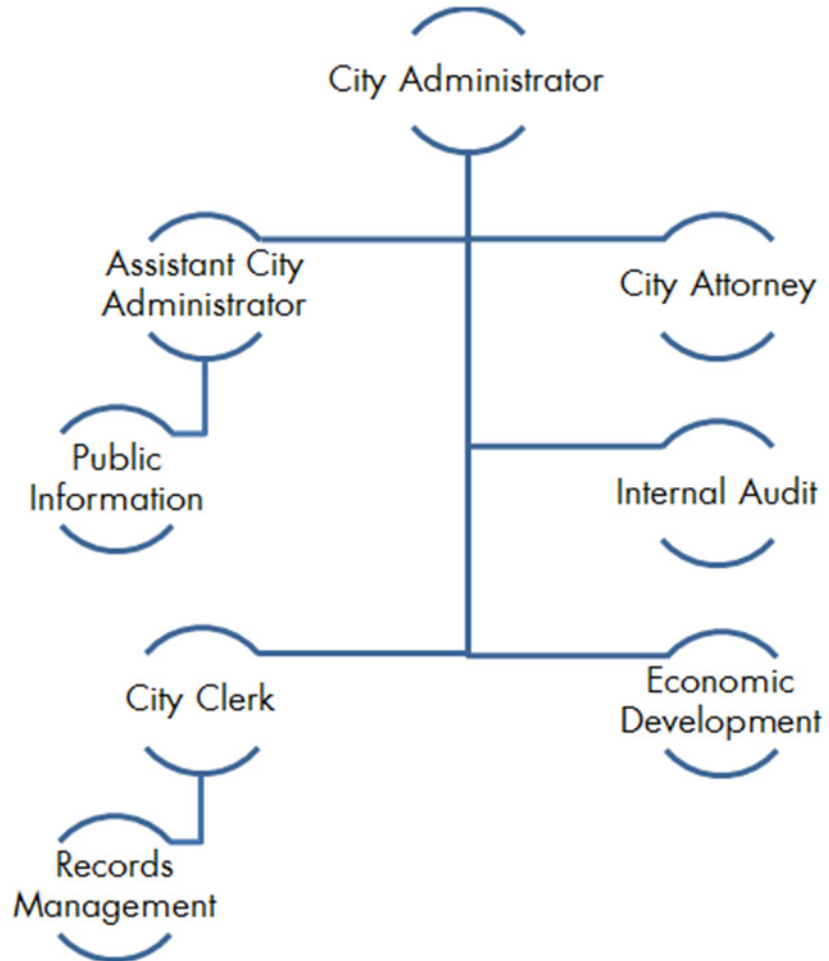 City Administrator
Assistant City
Administrator
City Attorney
Public
Information
Internal Audit
City Clerk
Economic
Development
Records
Management